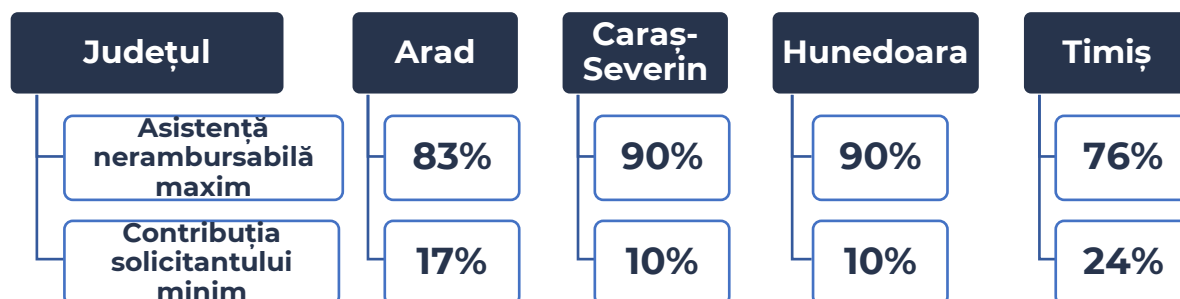 Județul
Arad
Caraș-
Severin
Hunedoara
Timiș
Asistență
nerambursabilă
maxim
83%
90%
90%
76%
Contribuția
solicitantului
minim
17%
10%
10%
24%